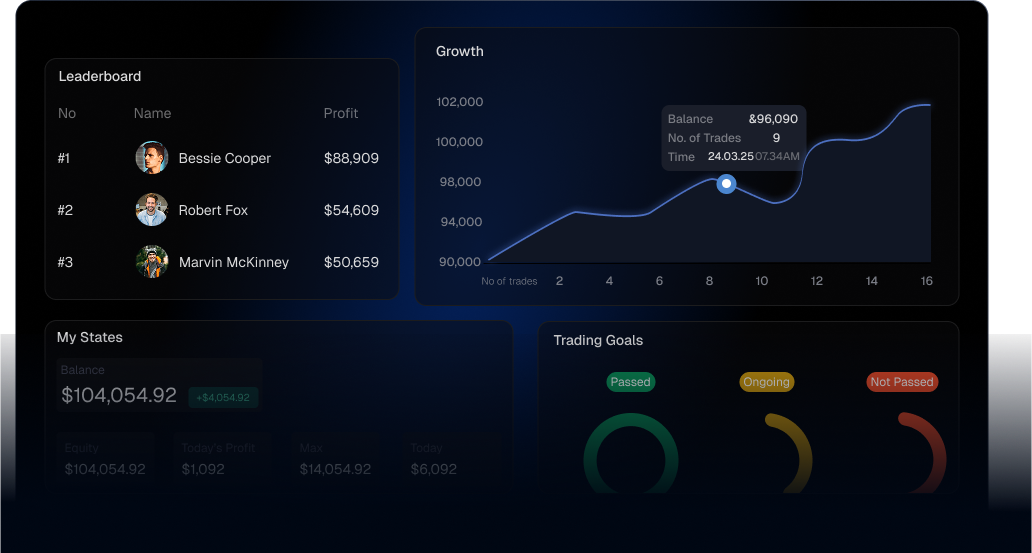 Leaderboard
No Name Profit
#1 Bessie Cooper $88,909
#2 Robert Fox $54,609
#3 Marvin McKinney $50,659
Growth
102,000
100,000
98,000
94,000
90,000
Balance &96,090
No. of Trades 9
Time 24.03.25 07.34AM
No of trades 2 4 6 8 10 12 14 16
My States
Balance
$104,054.92 +$4,054.92
Equity Today's Profit Max Today
$104,054.92 $1,092 $14,054.92 $6,092
Trading Goals
Passed Ongoing Not Passed